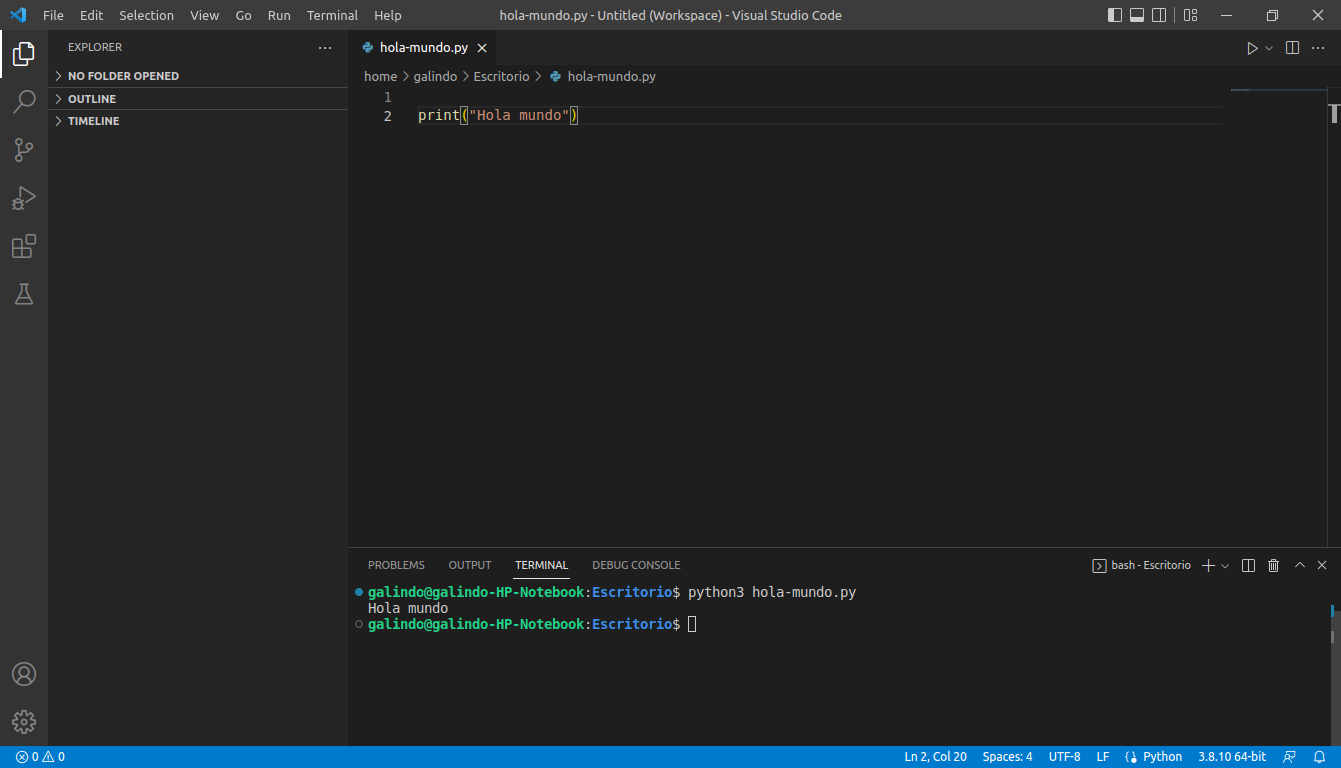 File Edit Selection View Go Run Terminal Help hola-mundo.py - Untitled (Workspace) - Visual Studio Code
EXPLORER
NO FOLDER OPENED
OUTLINE
TIMELINE
hola-mundo.py
home > galindo > Escritorio > hola-mundo.py
1
2 print("Hola mundo")
PROBLEMS OUTPUT TERMINAL DEBUG CONSOLE bash - Escritorio
galindo@galindo-HP-Notebook:Escritorio$ python3 hola-mundo.py
Hola mundo
galindo@galindo-HP-Notebook:Escritorio$
0 0 Ln 2, Col 20 Spaces: 4 UTF-8 LF Python 3.8.10 64-bit